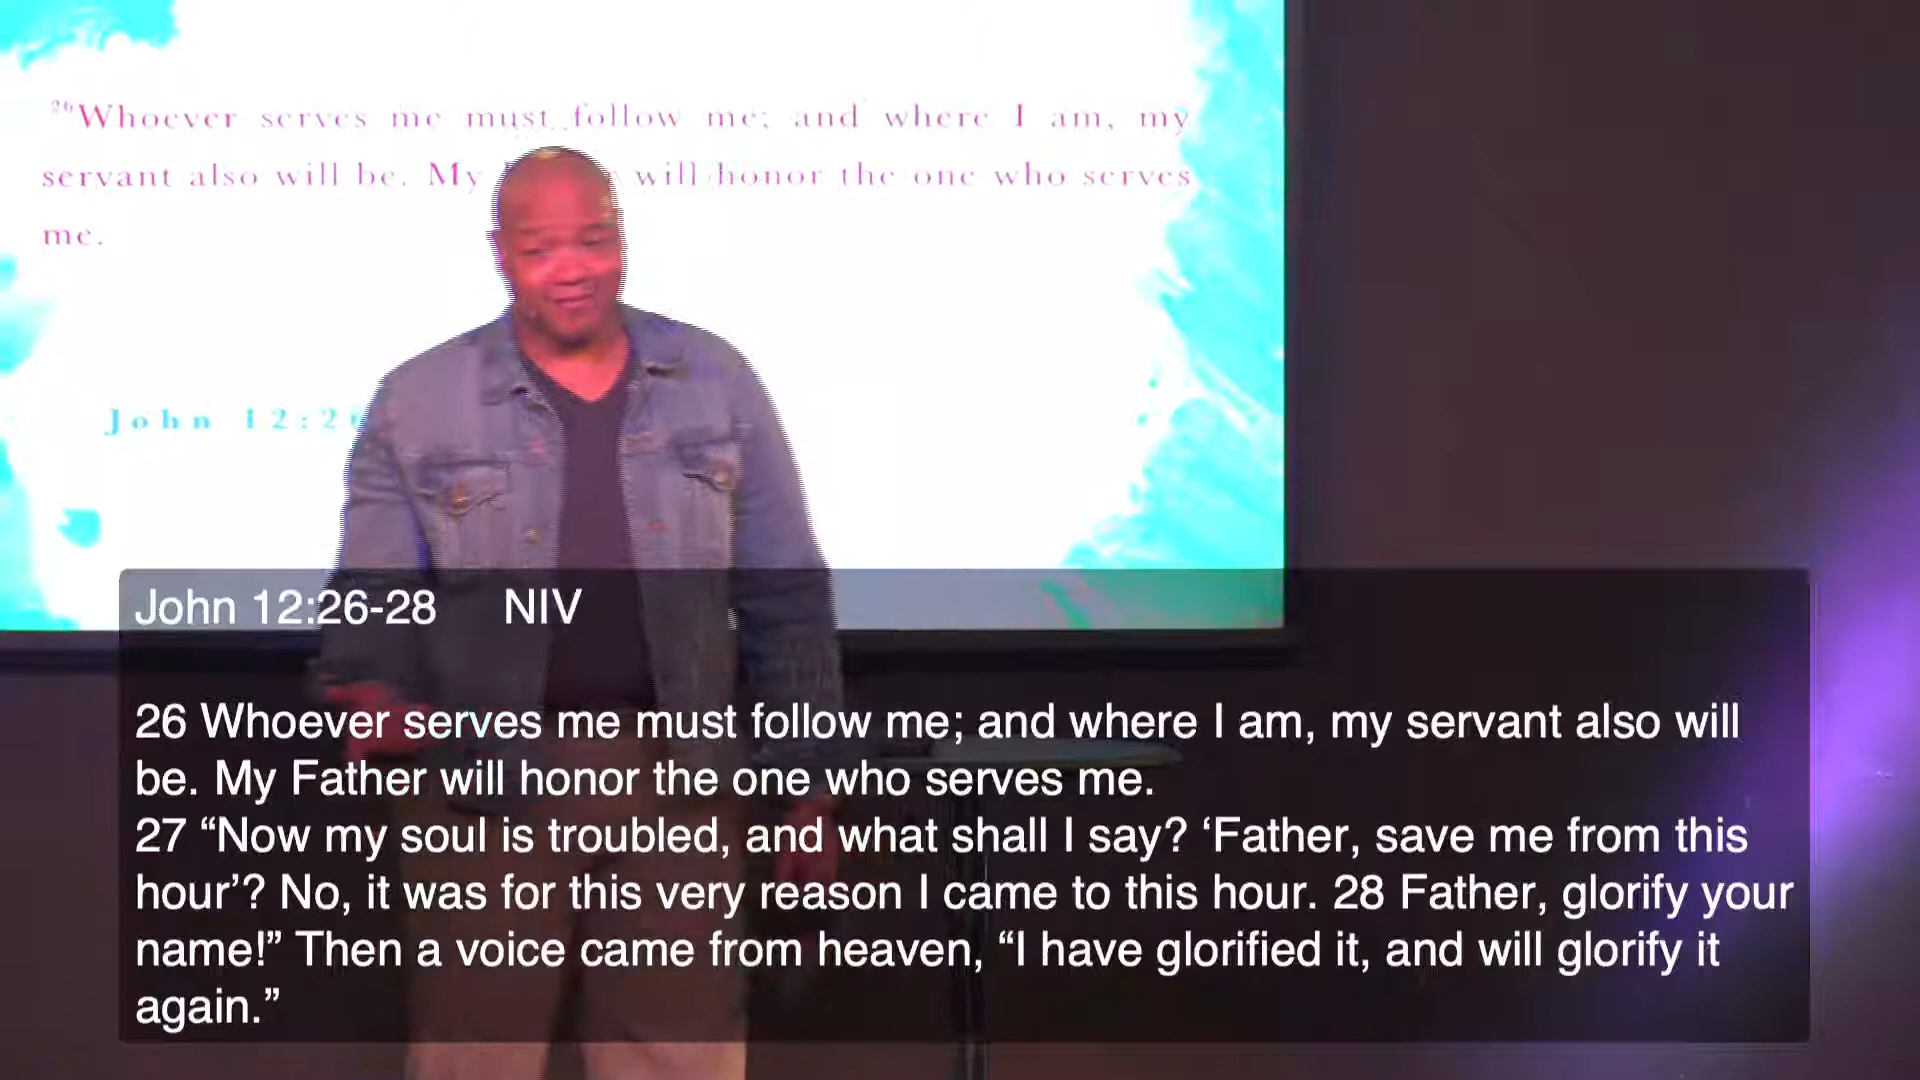 26Whoever serves me must follow me; and where I am, my
servant also will be. My will honor the one who serves
me.
John 12:2
John 12:26-28 NIV
26 Whoever serves me must follow me; and where I am, my servant also will
be. My Father will honor the one who serves me.
27 “Now my soul is troubled, and what shall I say? ‘Father, save me from this
hour’? No, it was for this very reason I came to this hour. 28 Father, glorify your
name!” Then a voice came from heaven, “I have glorified it, and will glorify it
again.”